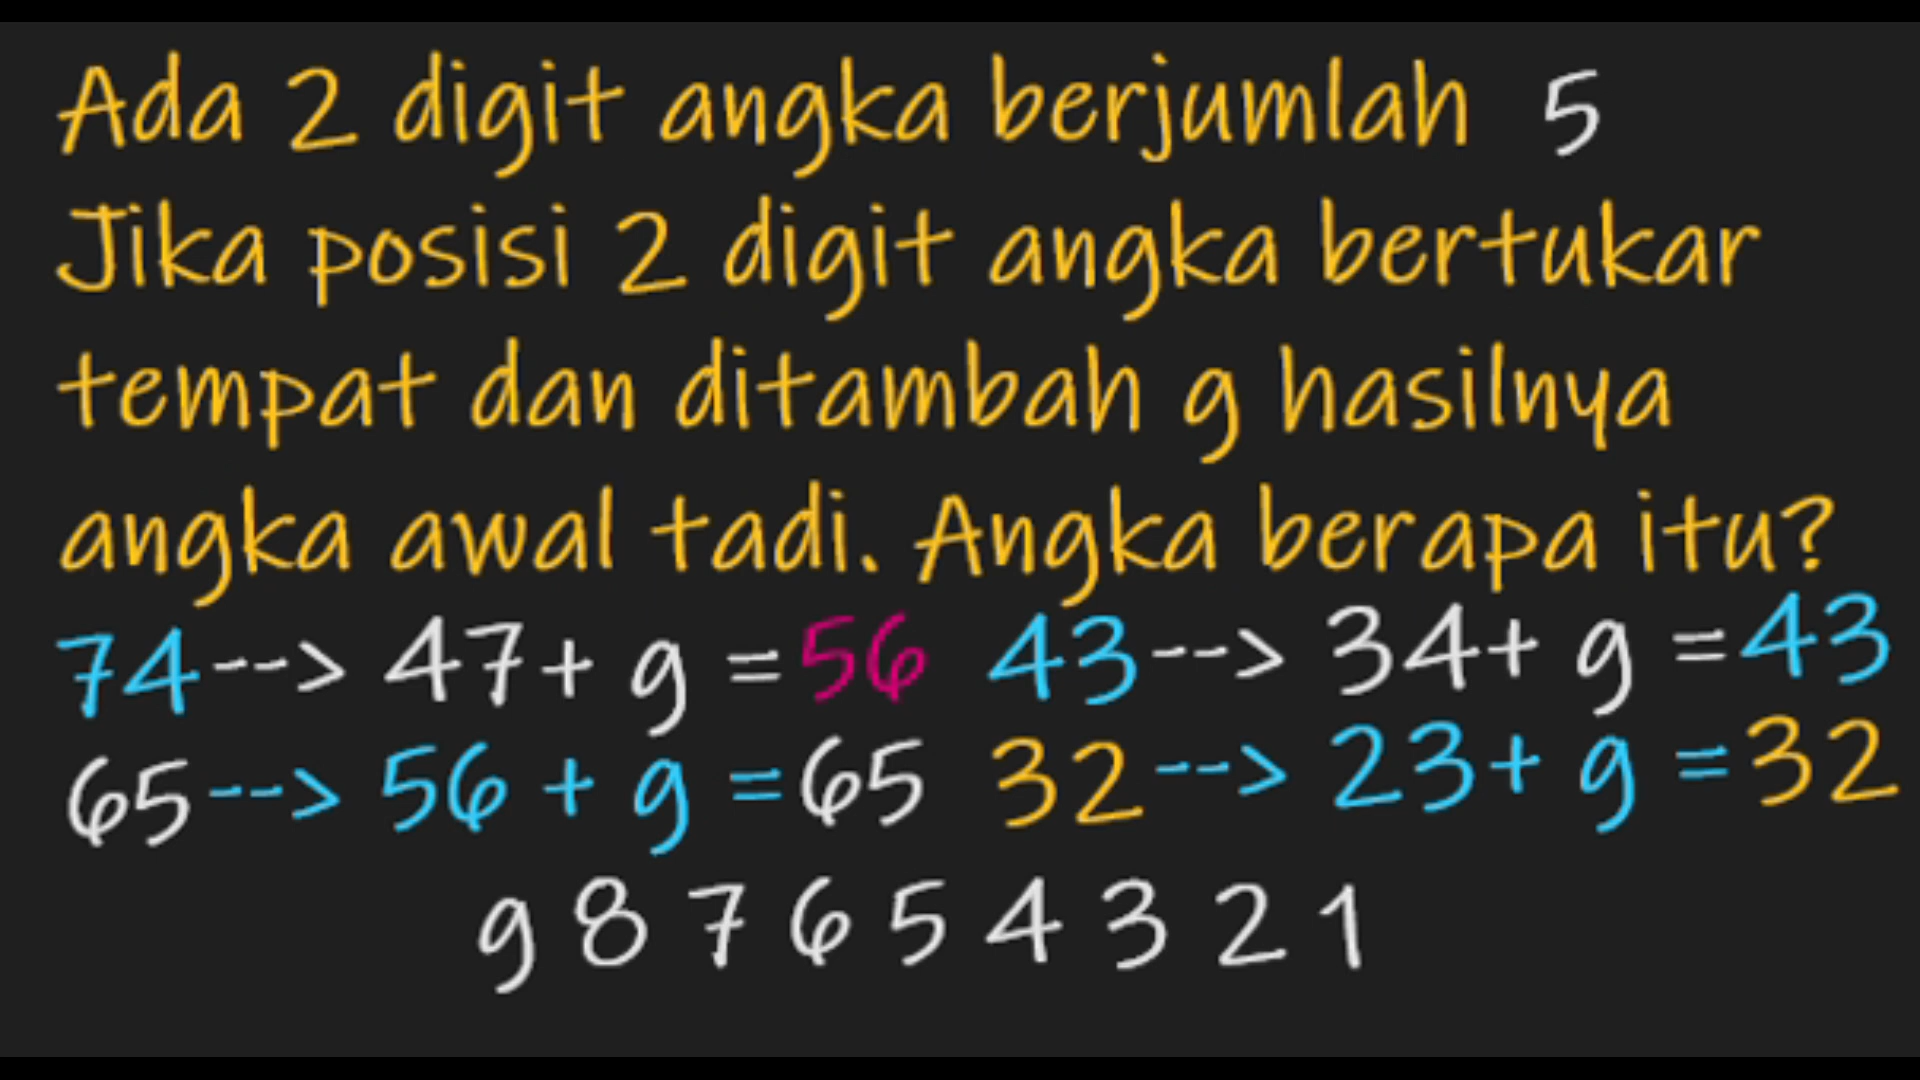 Ada 2 digit angka berjumlah 5
Jika posisi 2 digit angka bertukar
tempat dan ditambah 9 hasilnya
angka awal tadi. Angka berapa itu?
74--> 47+ 9 =56 43--> 34+ 9 =43
65--> 56 + 9 =65 32--> 23+ 9 =32
9 8 7 6 5 4 3 2 1